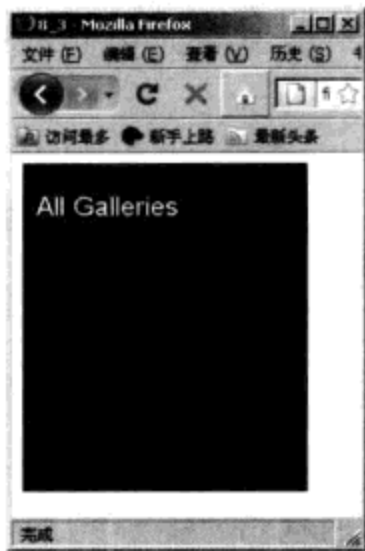 8_3 - Mozilla Firefox
文件 (F) 编辑 (E) 查看 (V) 历史 (S)
访问最多 新手上路 最新头条
All Galleries
完成